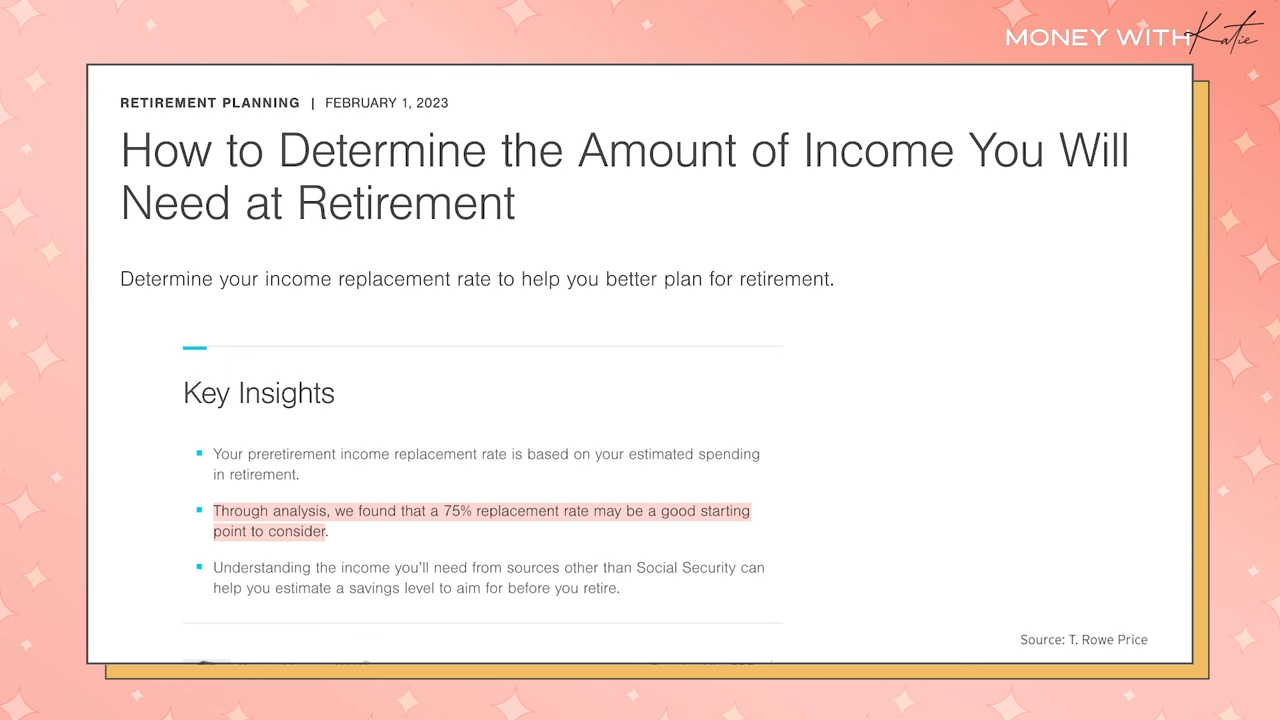 MONEY WITH Katie
RETIREMENT PLANNING | FEBRUARY 1, 2023
How to Determine the Amount of Income You Will
Need at Retirement
Determine your income replacement rate to help you better plan for retirement.
Key Insights
Your preretirement income replacement rate is based on your estimated spending
in retirement.
Through analysis, we found that a 75% replacement rate may be a good starting
point to consider.
Understanding the income you'll need from sources other than Social Security can
help you estimate a savings level to aim for before you retire.
Source: T. Rowe Price